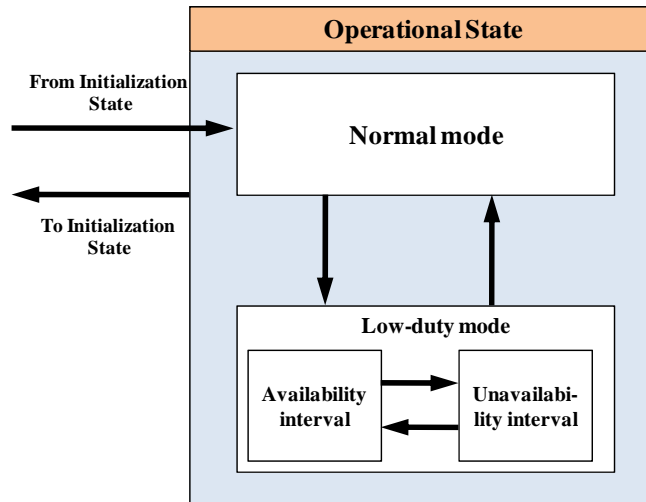 Operational State
From Initialization
State
Normal mode
To Initialization
State
Low-duty mode
Availability
interval
Unavailabi-
lity interval